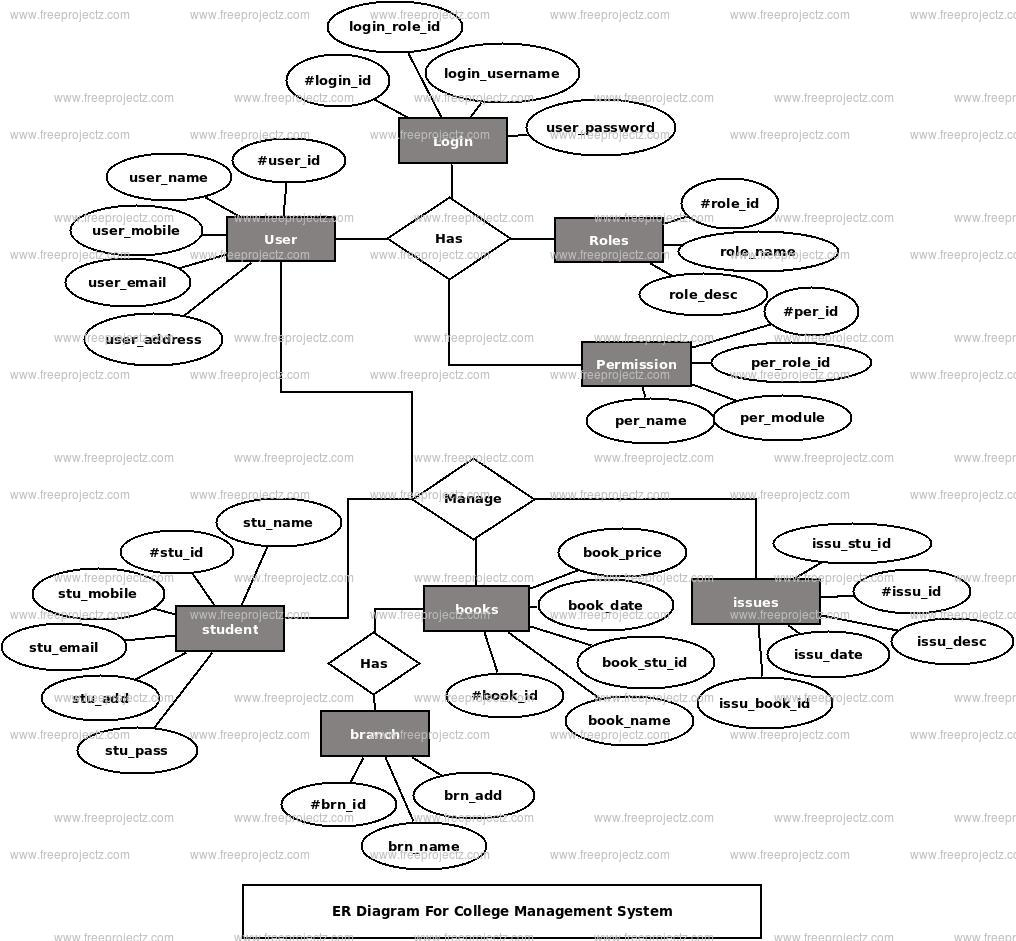 login_role_id
login_username
#login_id
user_password
Login
#user_id
user_name
user_mobile
user_email
user_address
User
Has
Roles
#role_id
role_name
role_desc
#per_id
Permission
per_role_id
per_name
per_module
Manage
stu_name
#stu_id
stu_mobile
student
stu_email
stu_add
stu_pass
book_price
books
book_date
book_stu_id
#book_id
book_name
issu_stu_id
#issu_id
issues
issu_desc
issu_date
issu_book_id
Has
branch
#brn_id
brn_add
brn_name
ER Diagram For College Management System
www.freeprojectz.com